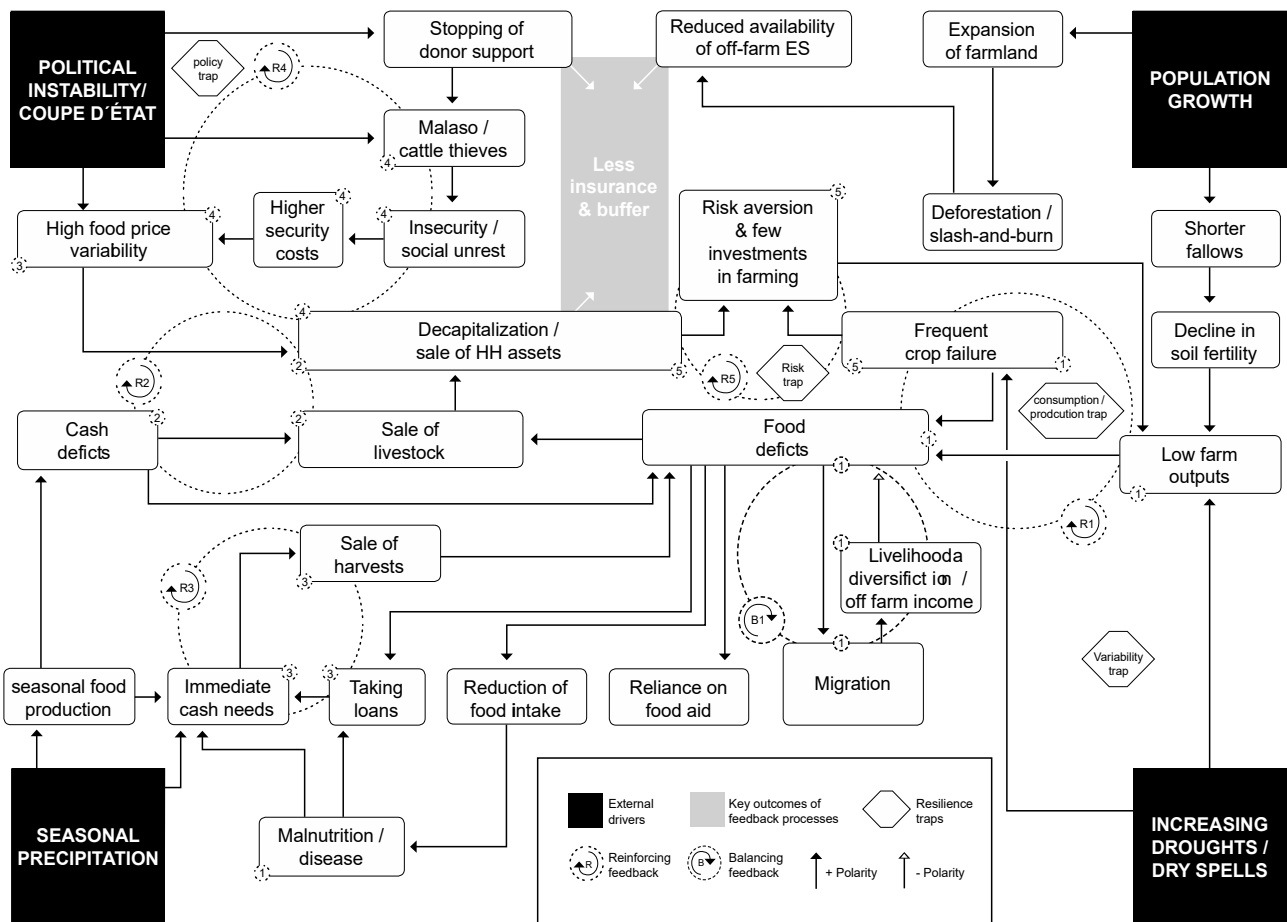 POLITICAL
INSTABILITY/
COUPE D´ÉTAT
policy
trap
R4
Stopping of
donor support
Reduced availability
of off-farm ES
Expansion
of farmland
POPULATION
GROWTH
Malaso /
cattle thieves
4
Less
insurance
& buffer
High food price
variability
4
3
Higher
security
costs
4
Insecurity /
social unrest
4
Risk aversion
& few
investments
in farming
5
Deforestation /
slash-and-burn
Shorter
fallows
Decapitalization /
sale of HH assets
4
2
5
Frequent
crop failure
5
1
Decline in
soil fertility
R2
R5
Risk
trap
consumption /
prodcution trap
Cash
deficts
2
Sale of
livestock
2
Food
deficts
1
1
Low farm
outputs
1
R1
R3
Sale of
harvests
3
1
Livelihooda
diversifict ion /
off farm income
B1
1
Migration
Variability
trap
seasonal food
production
Immediate
cash needs
3
Taking
loans
3
Reduction of
food intake
Reliance on
food aid
SEASONAL
PRECIPITATION
Malnutrition /
disease
1
External
drivers
Key outcomes of
feedback processes
Resilience
traps
R
Reinforcing
feedback
B
Balancing
feedback
+ Polarity
- Polarity
INCREASING
DROUGHTS /
DRY SPELLS